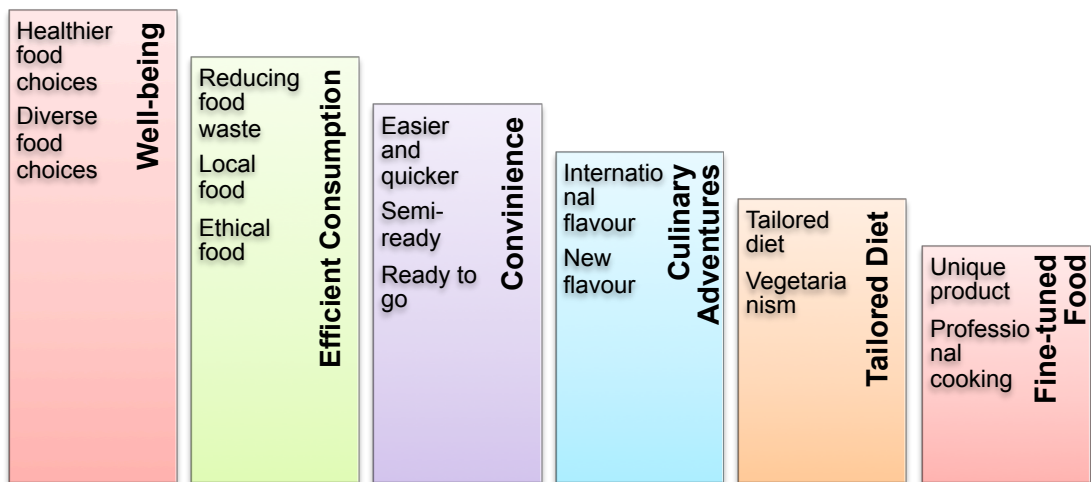 Healthier
food
choices
Diverse
food
choices
Well-being
Reducing
food
waste
Local
food
Ethical
food
Efficient Consumption
Easier
and
quicker
Semi-
ready
Ready to
go
Convinience
Internatio
nal
flavour
New
flavour
Culinary
Adventures
Tailored
diet
Vegetaria
nism
Tailored Diet
Unique
product
Professio
nal
cooking
Fine-tuned
Food